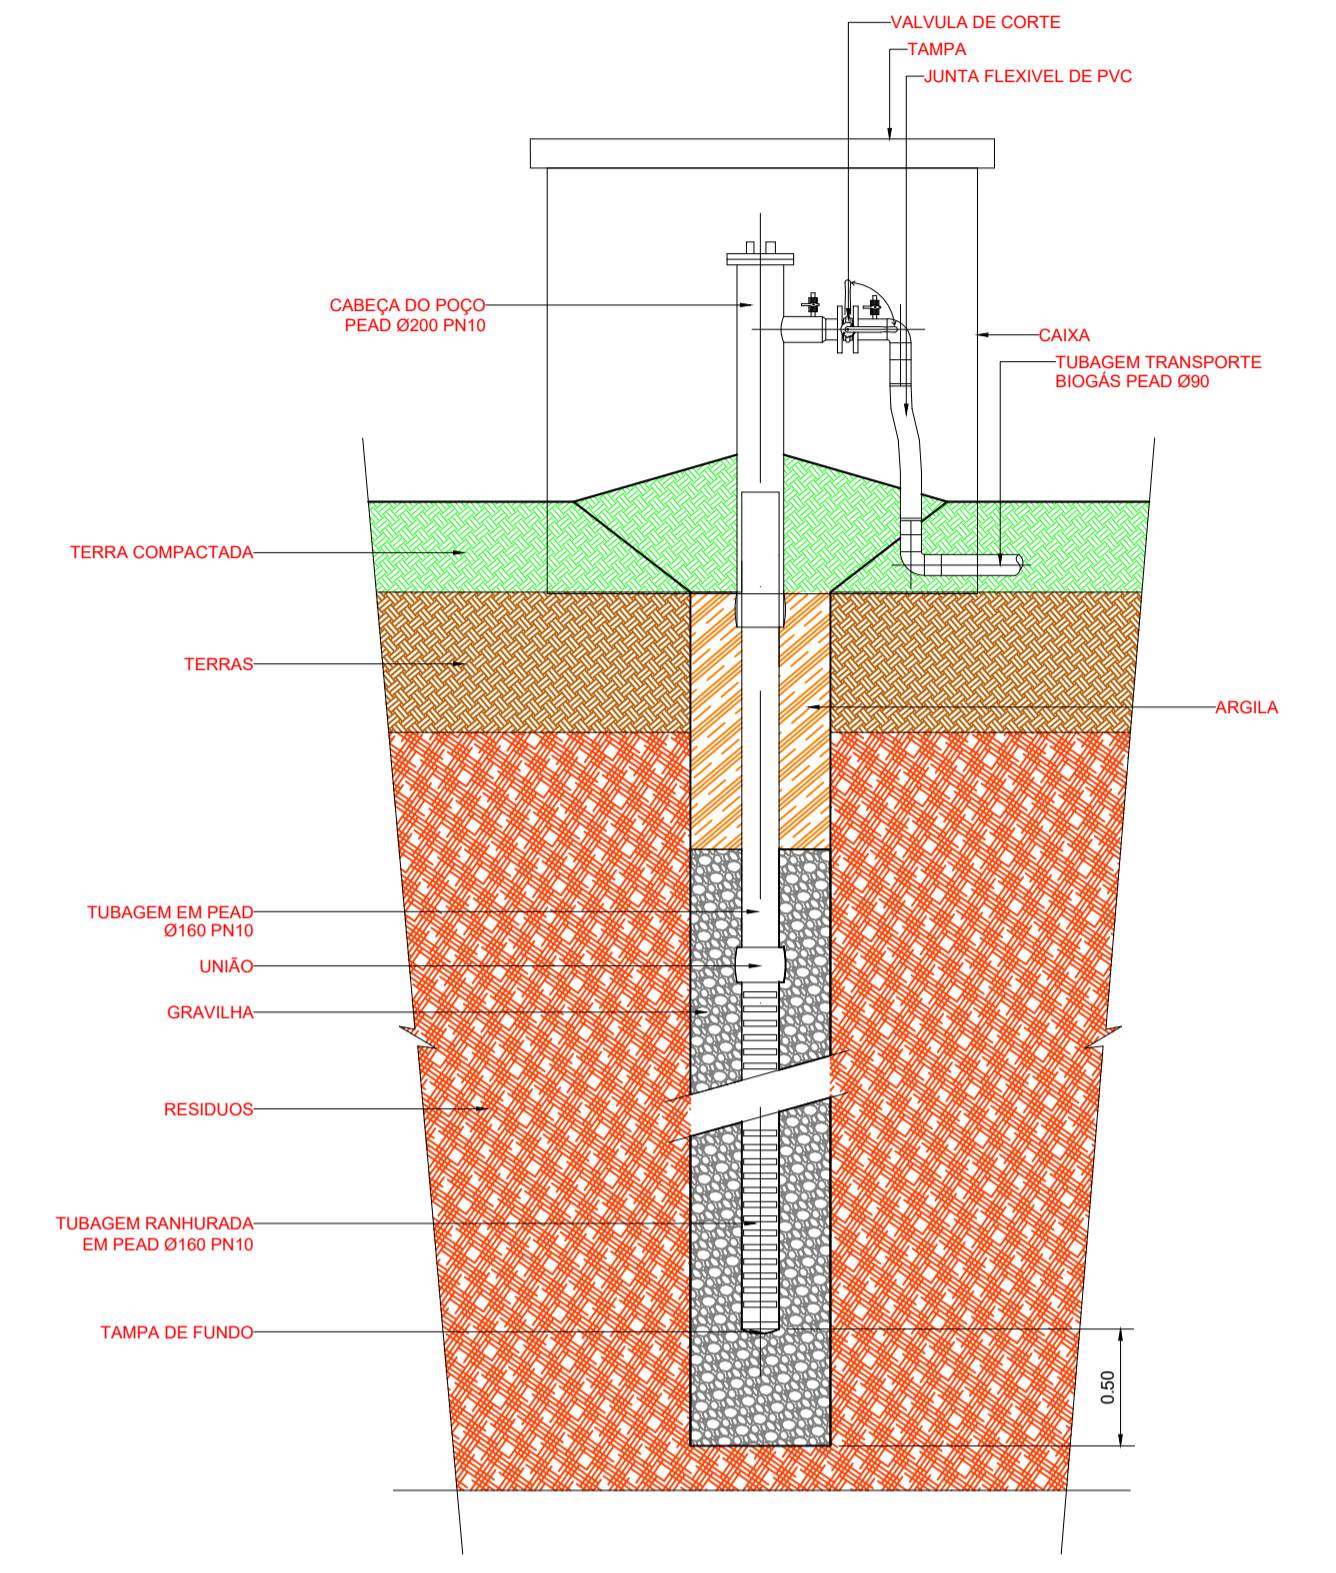 VALVULA DE CORTE
TAMPA
JUNTA FLEXIVEL DE PVC
CABEÇA DO POÇO
PEAD Ø200 PN10
CAIXA
TUBAGEM TRANSPORTE
BIOGÁS PEAD Ø90
TERRA COMPACTADA
TERRAS
ARGILA
TUBAGEM EM PEAD
Ø160 PN10
UNIÃO
GRAVILHA
RESIDUOS
TUBAGEM RANHURADA
EM PEAD Ø160 PN10
TAMPA DE FUNDO
0.50